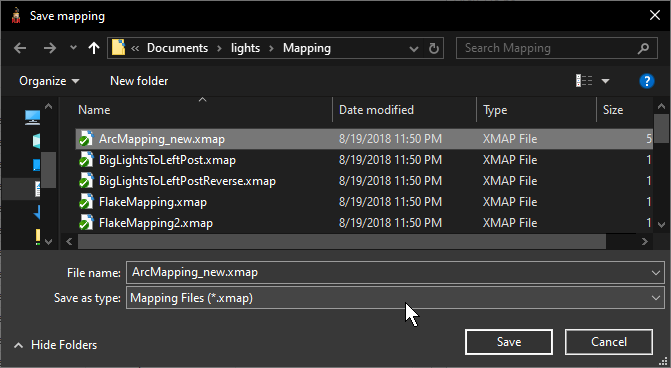 Save mapping
« Documents › lights › Mapping
Search Mapping
Organize
New folder
?
Name Date modified Type Size
ArcMapping_new.xmap 8/19/2018 11:50 PM XMAP File 5
BigLightsToLeftPost.xmap 8/19/2018 11:50 PM XMAP File 1
BigLightsToLeftPostReverse.xmap 8/19/2018 11:50 PM XMAP File 1
FlakeMapping.xmap 8/19/2018 11:50 PM XMAP File 1
FlakeMapping2.xmap 8/19/2018 11:50 PM XMAP File 1
File name: ArcMapping_new.xmap
Save as type: Mapping Files (*.xmap)
Hide Folders
Save
Cancel